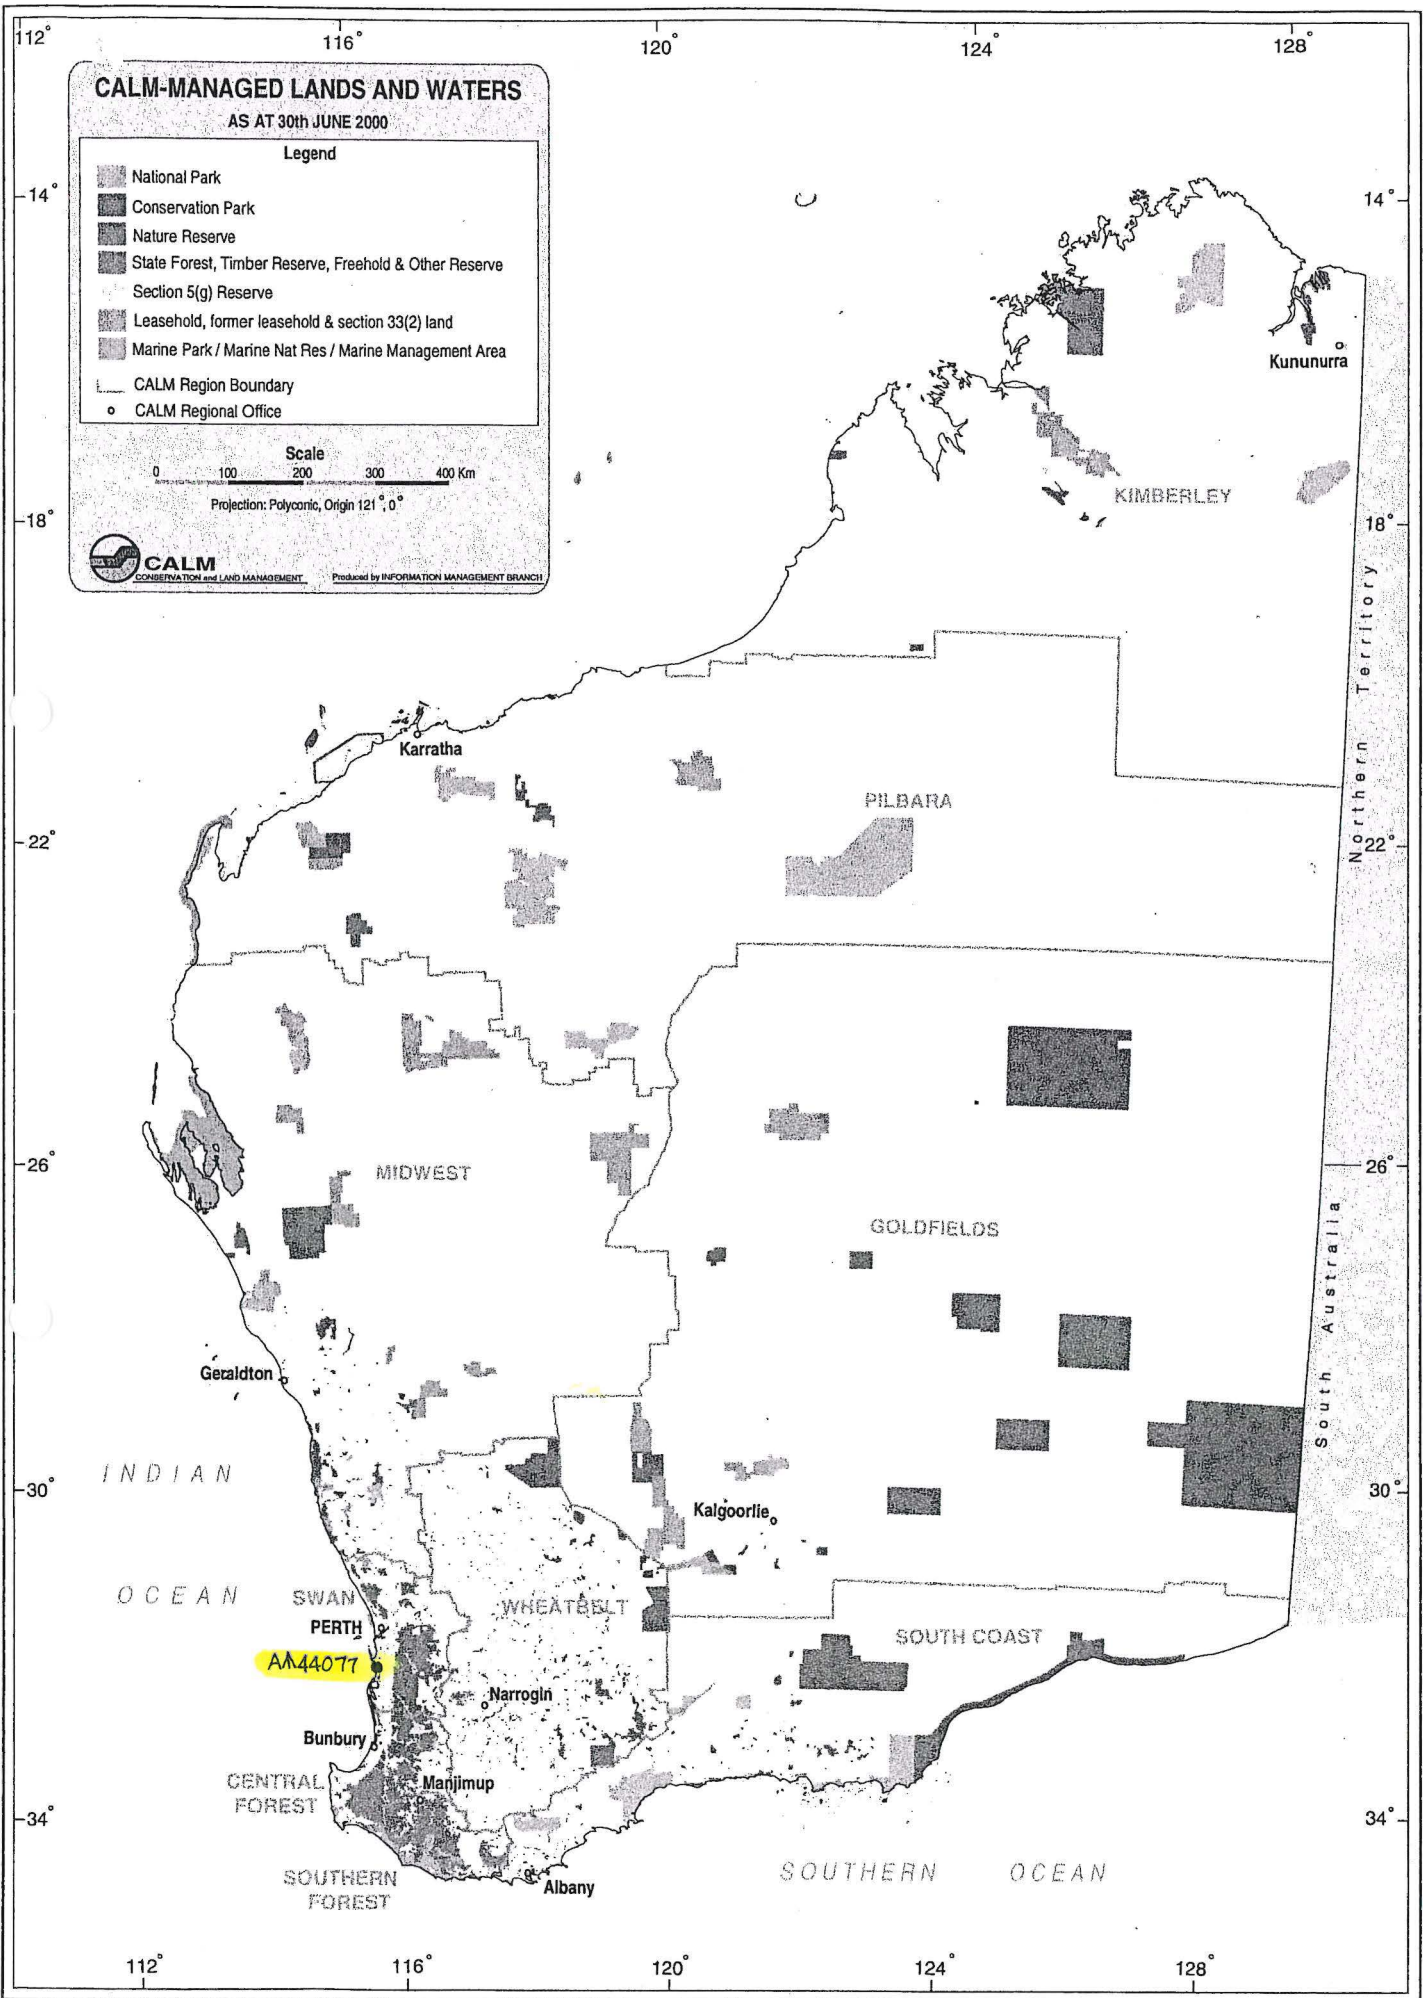 112°
116°
120°
124°
128°
CALM-MANAGED LANDS AND WATERS
AS AT 30th JUNE 2000
Legend
National Park
Conservation Park
Nature Reserve
State Forest, Timber Reserve, Freehold & Other Reserve
Section 5(g) Reserve
Leasehold, former leasehold & section 33(2) land
Marine Park / Marine Nat Res / Marine Management Area
CALM Region Boundary
CALM Regional Office
Scale
0 100 200 300 400 Km
Projection: Polyconic, Origin 121°, 0°
CALM
CONSERVATION and LAND MANAGEMENT
Produced by INFORMATION MANAGEMENT BRANCH
14°
14°
Kununurra
KIMBERLEY
18°
18°
Northern Territory
Karratha
PILBARA
22°
22°
26°
MIDWEST
26°
GOLDFIELDS
South Australia
Geraldton
INDIAN
30°
Kalgoorlie
30°
OCEAN
SWAN
WHEATBELT
PERTH
SOUTH COAST
AA44077
Narrogin
Bunbury
CENTRAL
FOREST
Manjimup
34°
34°
SOUTHERN
FOREST
Albany
SOUTHERN OCEAN
112°
116°
120°
124°
128°